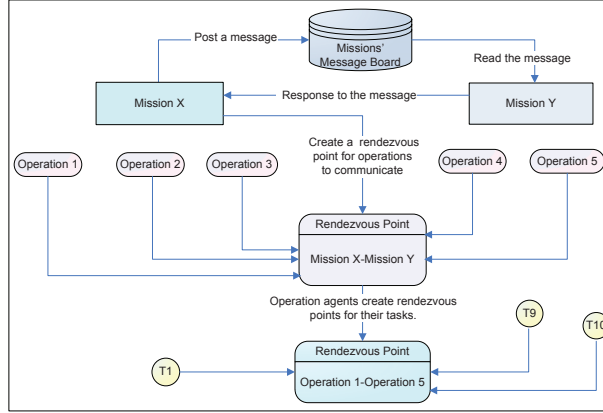 Post a message
Missions'
Message Board
Read the message
Mission X
Response to the message
Mission Y
Create a rendezvous
point for operations
to communicate
Operation 1
Operation 2
Operation 3
Operation 4
Operation 5
Rendezvous Point
Mission X-Mission Y
Operation agents create rendezvous
points for their tasks.
T9
T10
Rendezvous Point
T1
Operation 1-Operation 5